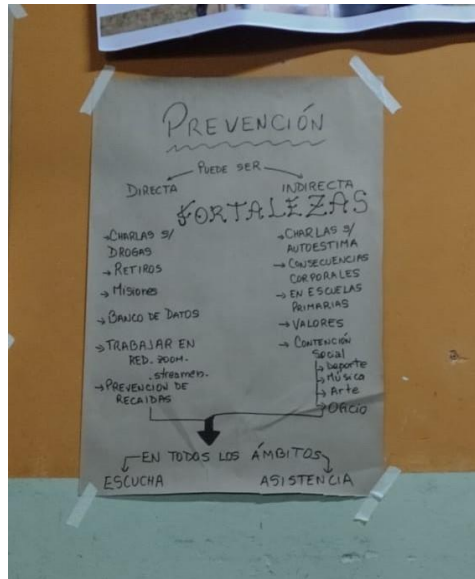 PREVENCIÓN
PUEDE SER
DIRECTA
INDIRECTA
FORTALEZAS
→CHARLAS S/
DROGAS
→RETIROS
→MISIONES
→BANCO DE DATOS
→TRABAJAR EN
RED. ZOOM.
.streamen.
→PREVENCION DE
RECAIDAS
→CHARLAS S/
AUTOESTIMA
→CONSECUENCIAS
CORPORALES
→EN ESCUELAS
PRIMARIAS
→VALORES
→CONTENCIÓN
Social
→Deporte
→Música
→Arte
→Oficio
EN TODOS LOS ÁMBITOS
ESCUCHA
ASISTENCIA